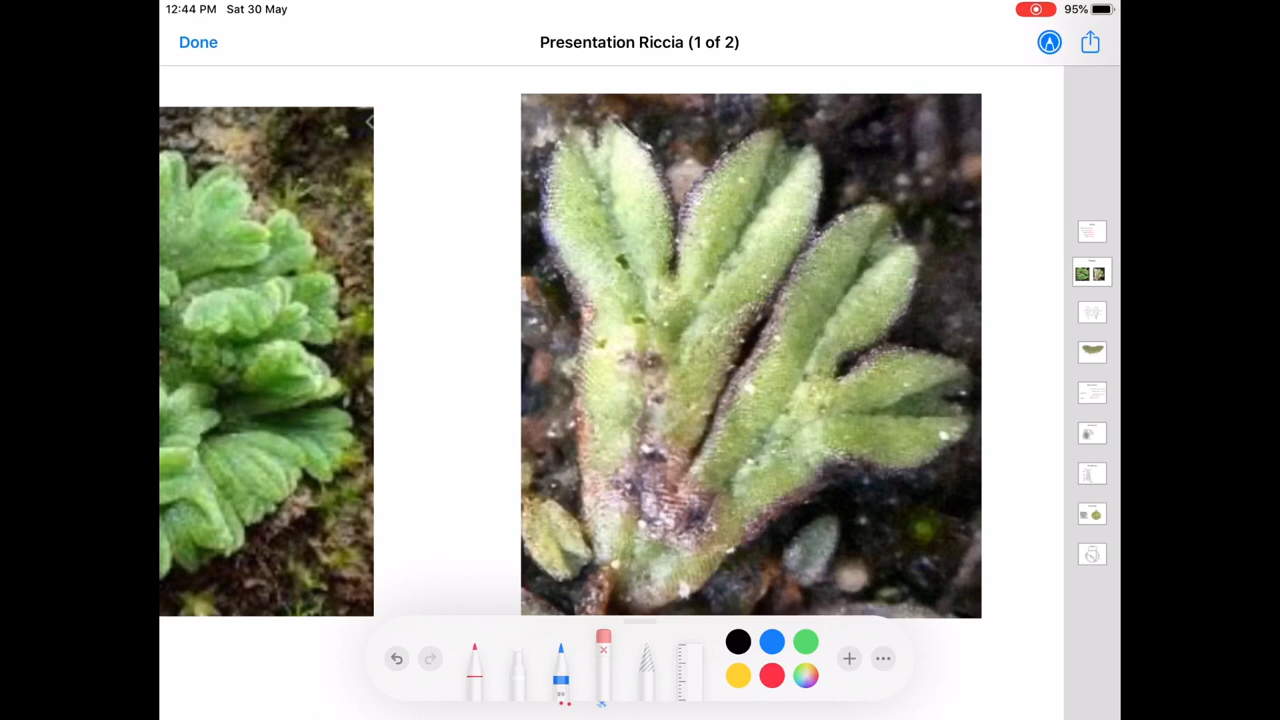 12:44 PM Sat 30 May
95%
Done
Presentation Riccia (1 of 2)